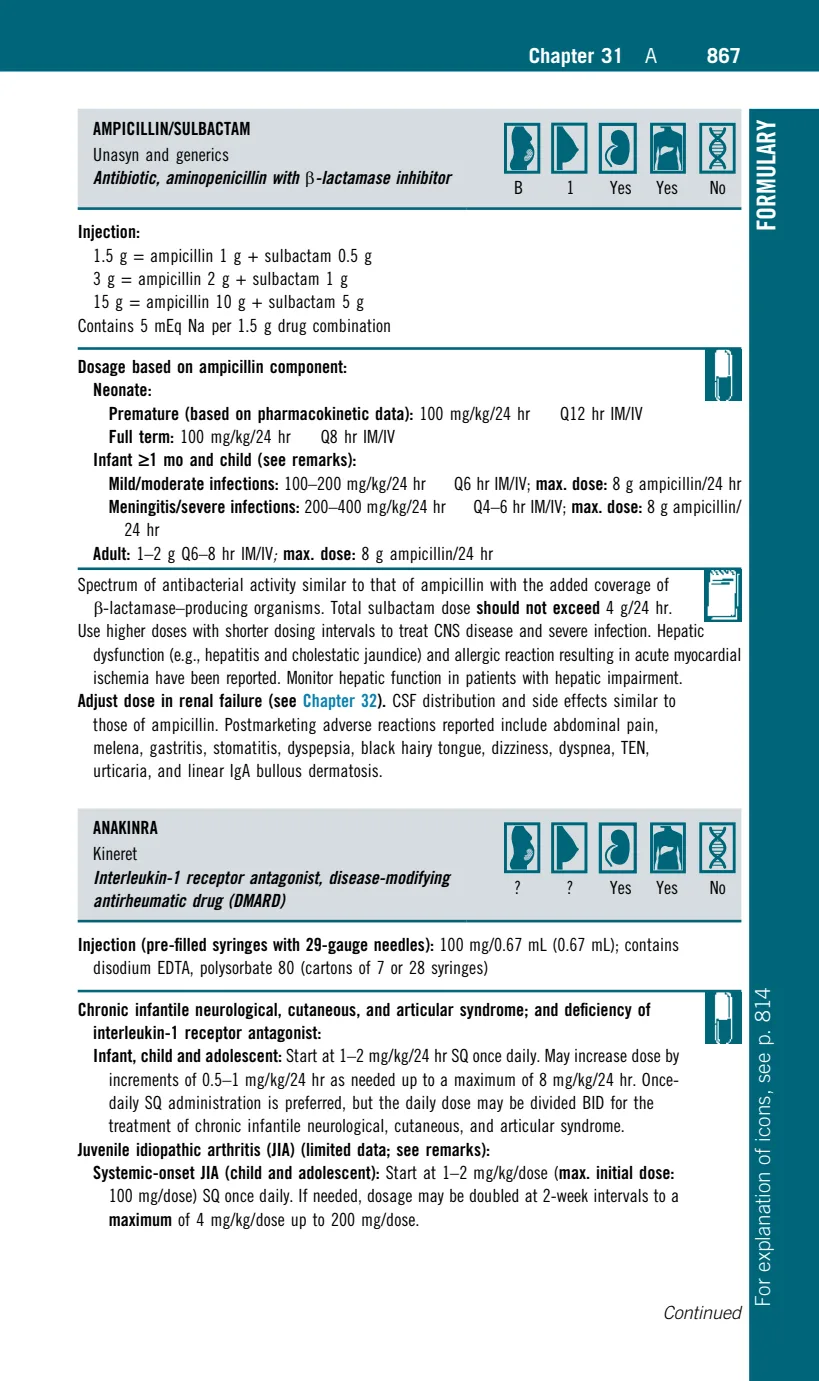 Chapter 31 A 867
AMPICILLIN/SULBACTAM
Unasyn and generics
Antibiotic, aminopenicillin with β-lactamase inhibitor
B 1 Yes Yes No
FORMULARY
Injection:
1.5 g = ampicillin 1 g + sulbactam 0.5 g
3 g = ampicillin 2 g + sulbactam 1 g
15 g = ampicillin 10 g + sulbactam 5 g
Contains 5 mEq Na per 1.5 g drug combination
Dosage based on ampicillin component:
Neonate:
Premature (based on pharmacokinetic data): 100 mg/kg/24 hr Q12 hr IM/IV
Full term: 100 mg/kg/24 hr Q8 hr IM/IV
Infant ≥1 mo and child (see remarks):
Mild/moderate infections: 100–200 mg/kg/24 hr Q6 hr IM/IV; max. dose: 8 g ampicillin/24 hr
Meningitis/severe infections: 200–400 mg/kg/24 hr Q4–6 hr IM/IV; max. dose: 8 g ampicillin/
24 hr
Adult: 1–2 g Q6–8 hr IM/IV; max. dose: 8 g ampicillin/24 hr
Spectrum of antibacterial activity similar to that of ampicillin with the added coverage of
β-lactamase–producing organisms. Total sulbactam dose should not exceed 4 g/24 hr.
Use higher doses with shorter dosing intervals to treat CNS disease and severe infection. Hepatic
dysfunction (e.g., hepatitis and cholestatic jaundice) and allergic reaction resulting in acute myocardial
ischemia have been reported. Monitor hepatic function in patients with hepatic impairment.
Adjust dose in renal failure (see Chapter 32). CSF distribution and side effects similar to
those of ampicillin. Postmarketing adverse reactions reported include abdominal pain,
melena, gastritis, stomatitis, dyspepsia, black hairy tongue, dizziness, dyspnea, TEN,
urticaria, and linear IgA bullous dermatosis.
ANAKINRA
Kineret
Interleukin-1 receptor antagonist, disease-modifying
antirheumatic drug (DMARD)
? ? Yes Yes No
Injection (pre-filled syringes with 29-gauge needles): 100 mg/0.67 mL (0.67 mL); contains
disodium EDTA, polysorbate 80 (cartons of 7 or 28 syringes)
Chronic infantile neurological, cutaneous, and articular syndrome; and deficiency of
interleukin-1 receptor antagonist:
Infant, child and adolescent: Start at 1–2 mg/kg/24 hr SQ once daily. May increase dose by
increments of 0.5–1 mg/kg/24 hr as needed up to a maximum of 8 mg/kg/24 hr. Once-
daily SQ administration is preferred, but the daily dose may be divided BID for the
treatment of chronic infantile neurological, cutaneous, and articular syndrome.
Juvenile idiopathic arthritis (JIA) (limited data; see remarks):
Systemic-onset JIA (child and adolescent): Start at 1–2 mg/kg/dose (max. initial dose:
100 mg/dose) SQ once daily. If needed, dosage may be doubled at 2-week intervals to a
maximum of 4 mg/kg/dose up to 200 mg/dose.
For explanation of icons, see p. 814
Continued